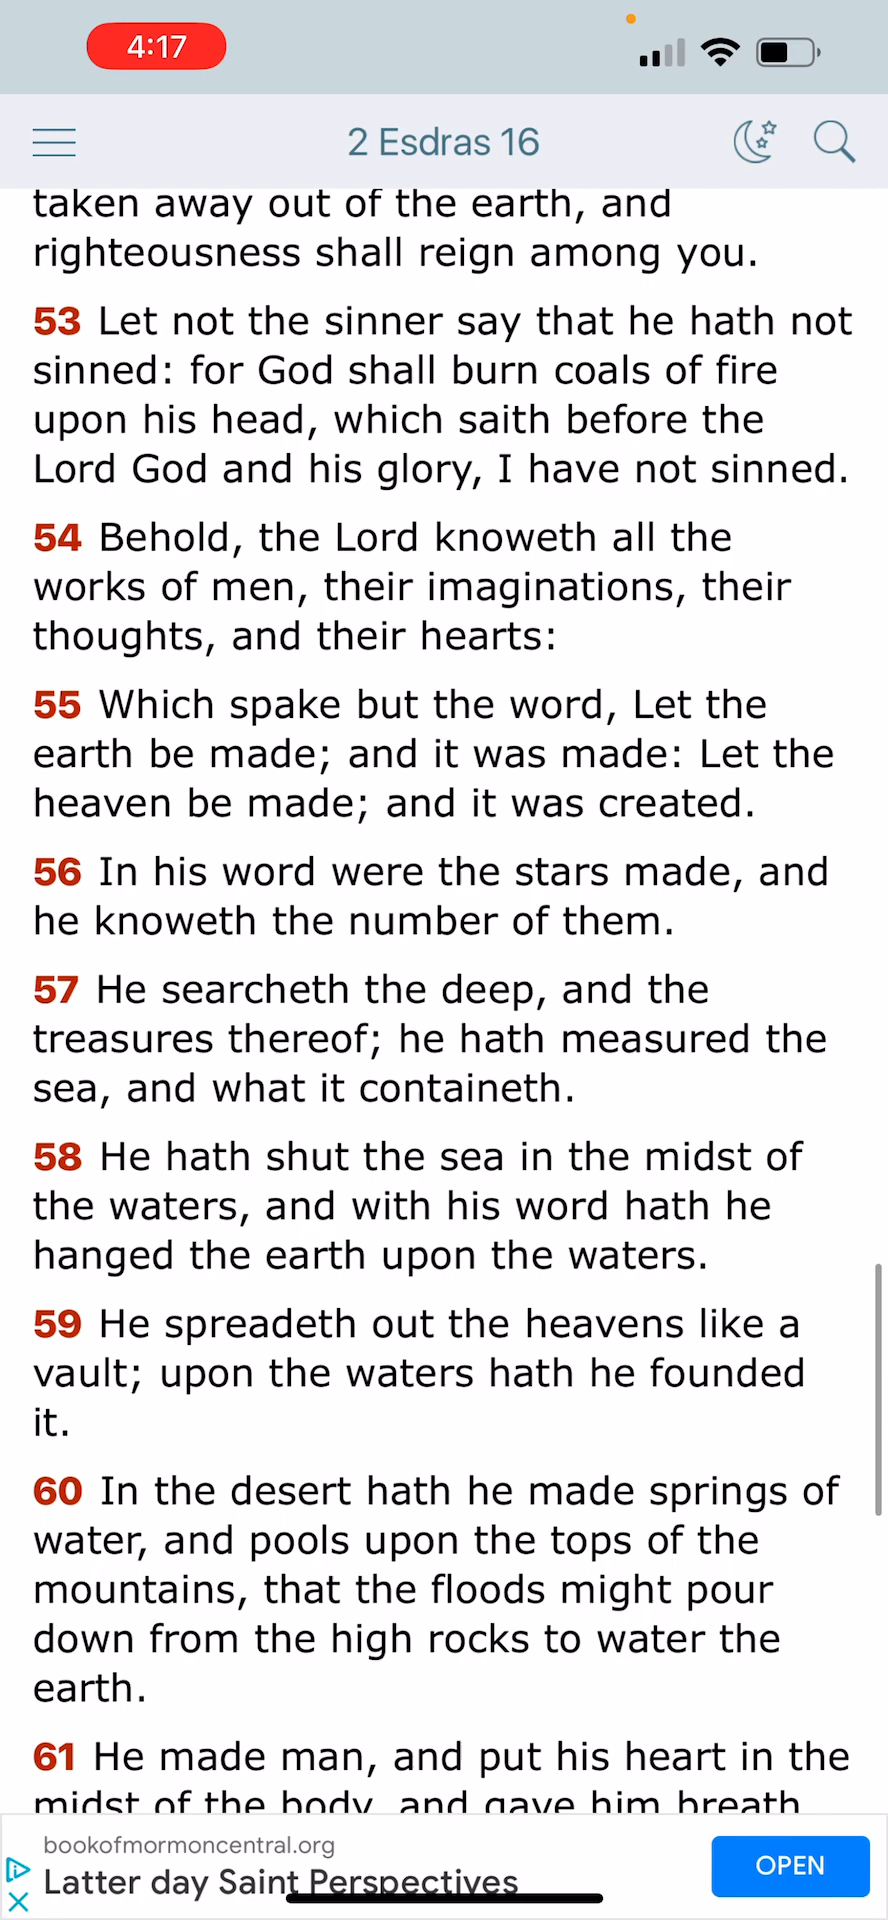 4:17
2 Esdras 16
taken away out of the earth, and
righteousness shall reign among you.
53 Let not the sinner say that he hath not
sinned: for God shall burn coals of fire
upon his head, which saith before the
Lord God and his glory, I have not sinned.
54 Behold, the Lord knoweth all the
works of men, their imaginations, their
thoughts, and their hearts:
55 Which spake but the word, Let the
earth be made; and it was made: Let the
heaven be made; and it was created.
56 In his word were the stars made, and
he knoweth the number of them.
57 He searcheth the deep, and the
treasures thereof; he hath measured the
sea, and what it containeth.
58 He hath shut the sea in the midst of
the waters, and with his word hath he
hanged the earth upon the waters.
59 He spreadeth out the heavens like a
vault; upon the waters hath he founded
it.
60 In the desert hath he made springs of
water, and pools upon the tops of the
mountains, that the floods might pour
down from the high rocks to water the
earth.
61 He made man, and put his heart in the
midst of the body, and gave him breath,
bookofmormoncentral.org
Latter day Saint Perspectives
OPEN